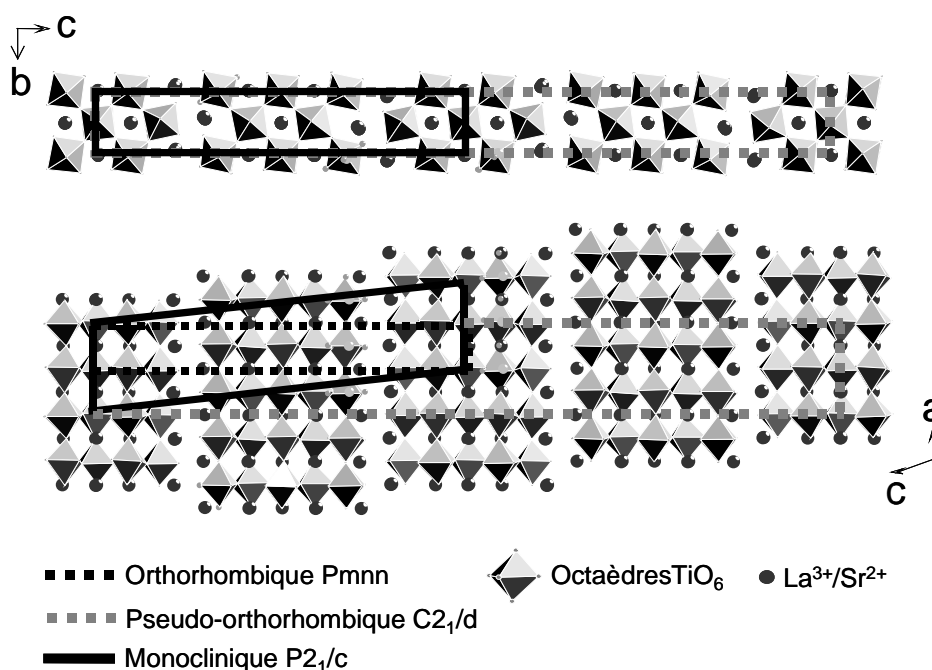 c
b
a
c
Orthorhombique Pmnn
OctaèdresTiO₆
La³⁺/Sr²⁺
Pseudo-orthorhombique C2₁/d
Monoclinique P2₁/c